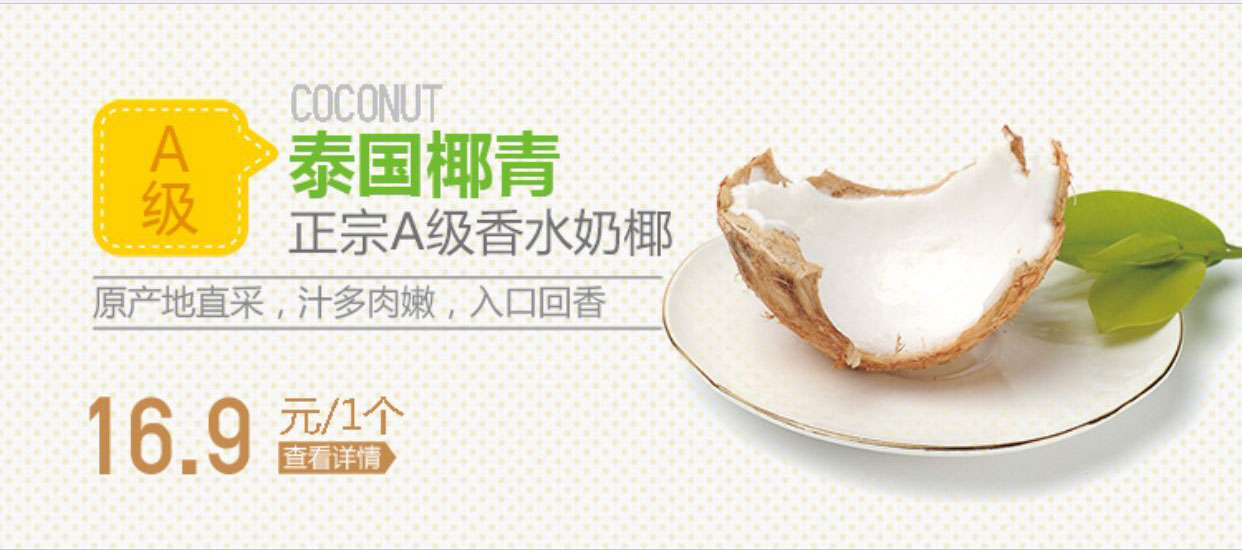 A
级
COCONUT
泰国椰青
正宗A级香水奶椰
原产地直采，汁多肉嫩，入口回香
16.9 元/1个
查看详情